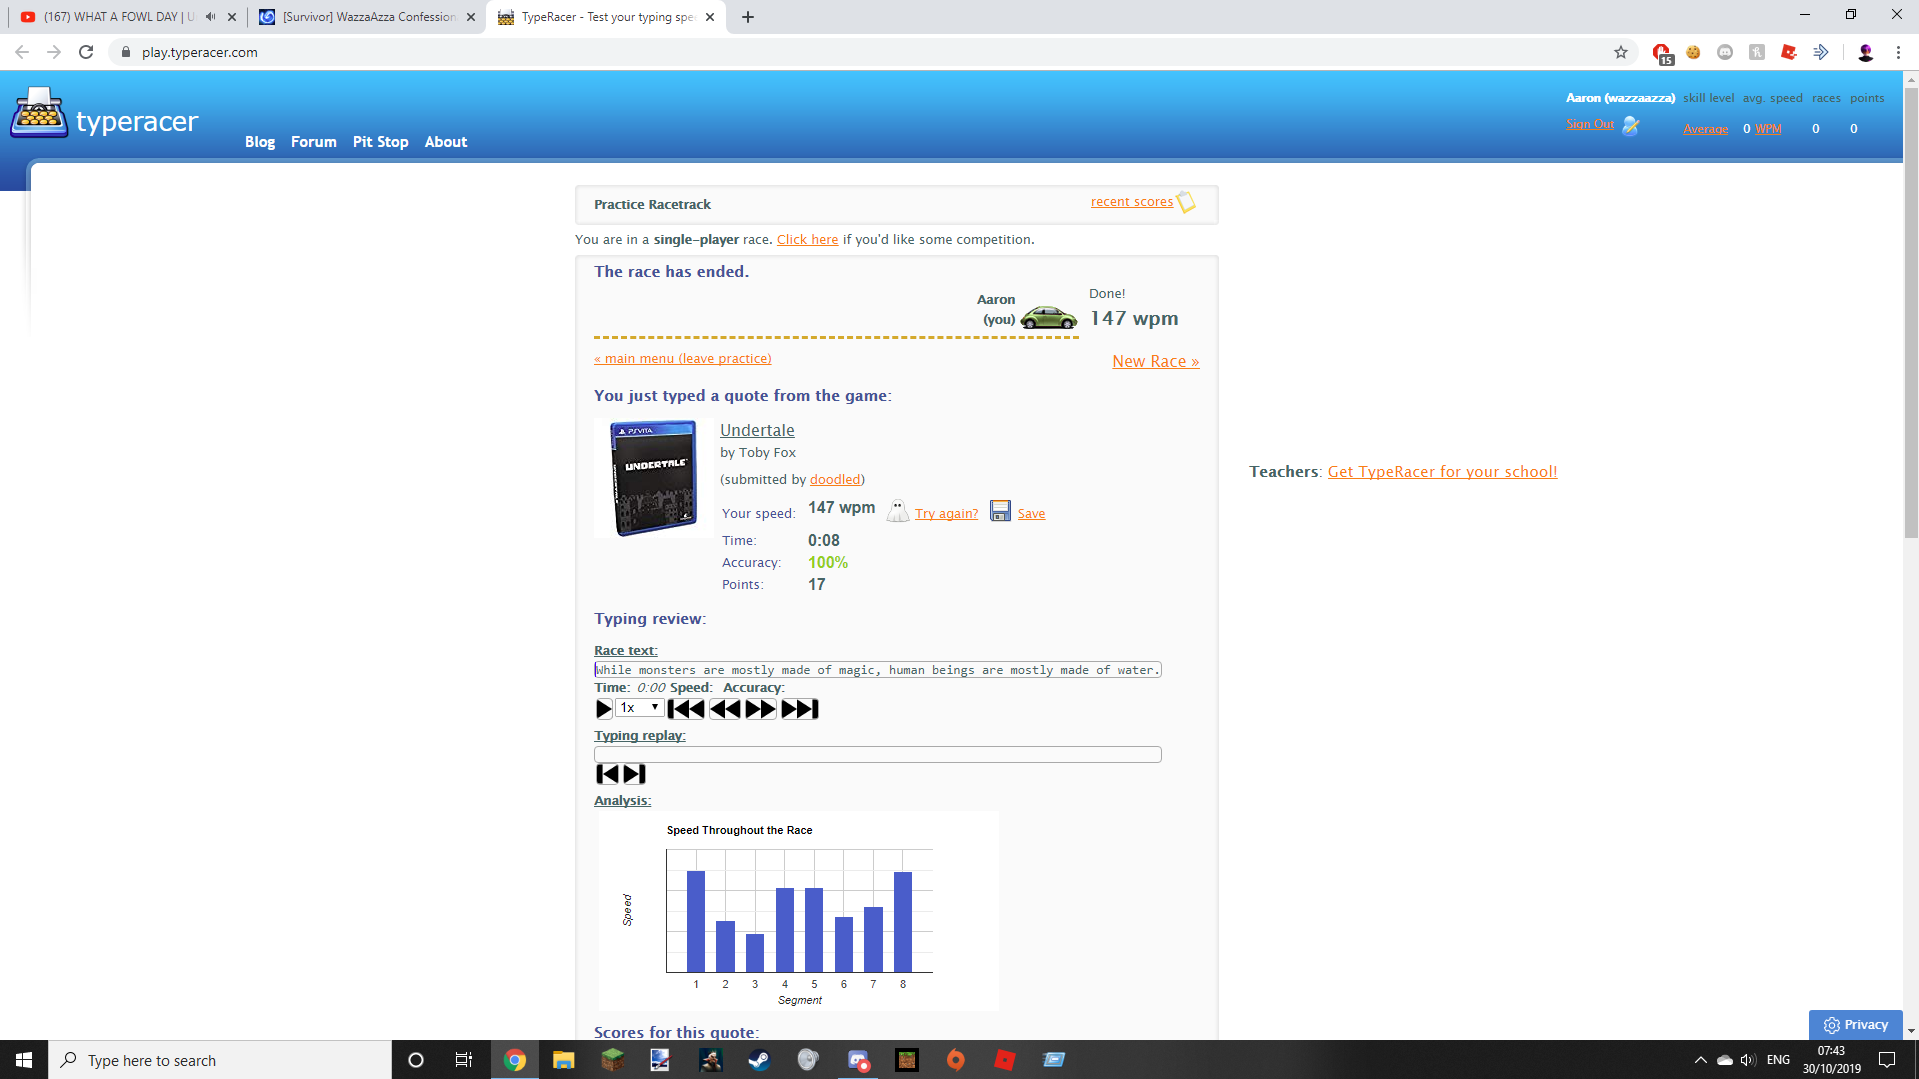 (167) WHAT A FOWL DAY | U
[Survivor] WazzaAzza Confession
TypeRacer - Test your typing spe
play.typeracer.com
15
typeracer
Blog Forum Pit Stop About
Aaron (wazzaazza) skill level avg. speed races points
Sign Out Average 0 WPM 0 0
Practice Racetrack
recent scores
You are in a single-player race. Click here if you'd like some competition.
The race has ended.
Aaron
(you)
Done!
147 wpm
« main menu (leave practice)
New Race »
You just typed a quote from the game:
PSVITA
UNDERTALE
Undertale
by Toby Fox
(submitted by doodled)
Your speed: 147 wpm Try again? Save
Time: 0:08
Accuracy: 100%
Points: 17
Teachers: Get TypeRacer for your school!
Typing review:
Race text:
While monsters are mostly made of magic, human beings are mostly made of water.
Time: 0:00 Speed: Accuracy:
1x
Typing replay:
Analysis:
Speed Throughout the Race
Speed
1 2 3 4 5 6 7 8
Segment
Scores for this quote:
Privacy
Type here to search
ENG
07:43
30/10/2019